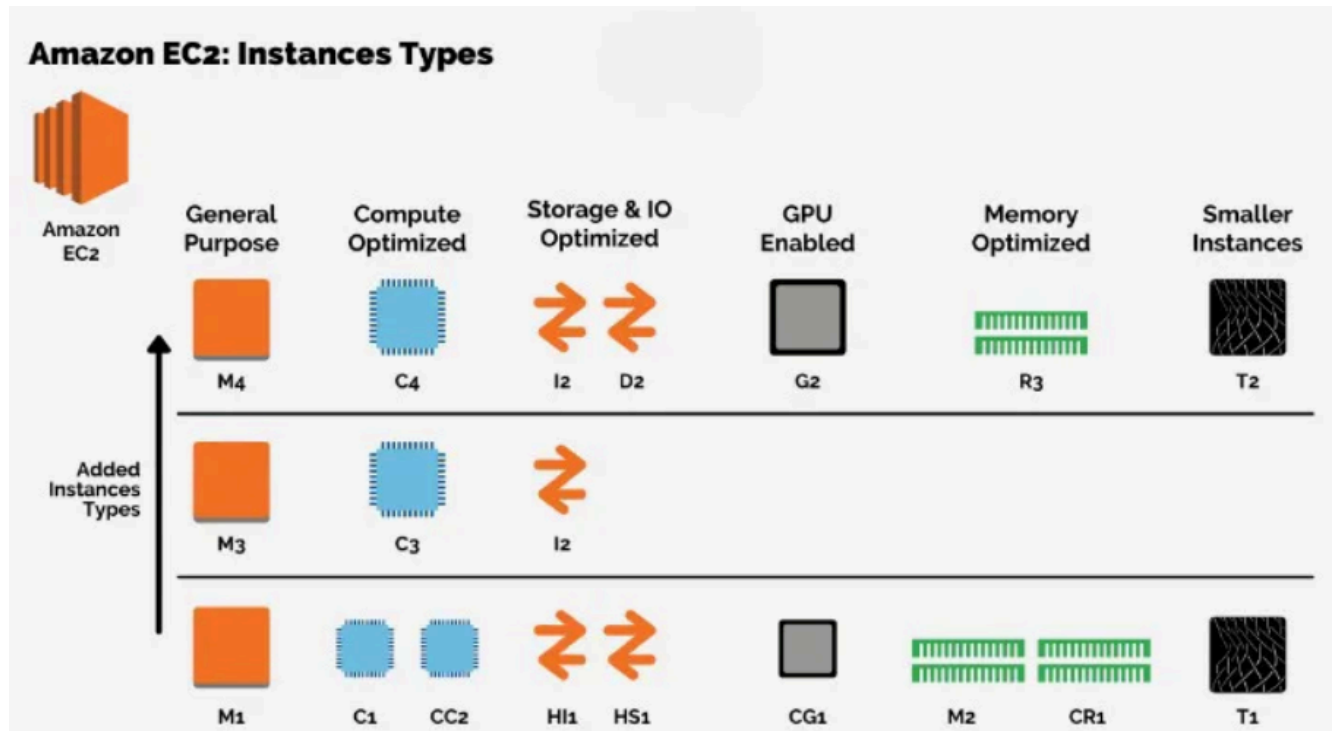 Amazon EC2: Instances Types
Amazon
EC2
General
Purpose
Compute
Optimized
Storage & IO
Optimized
GPU
Enabled
Memory
Optimized
Smaller
Instances
M4
C4
I2
D2
G2
R3
T2
Added
Instances
Types
M3
C3
I2
M1
C1
CC2
HI1
HS1
CG1
M2
CR1
T1